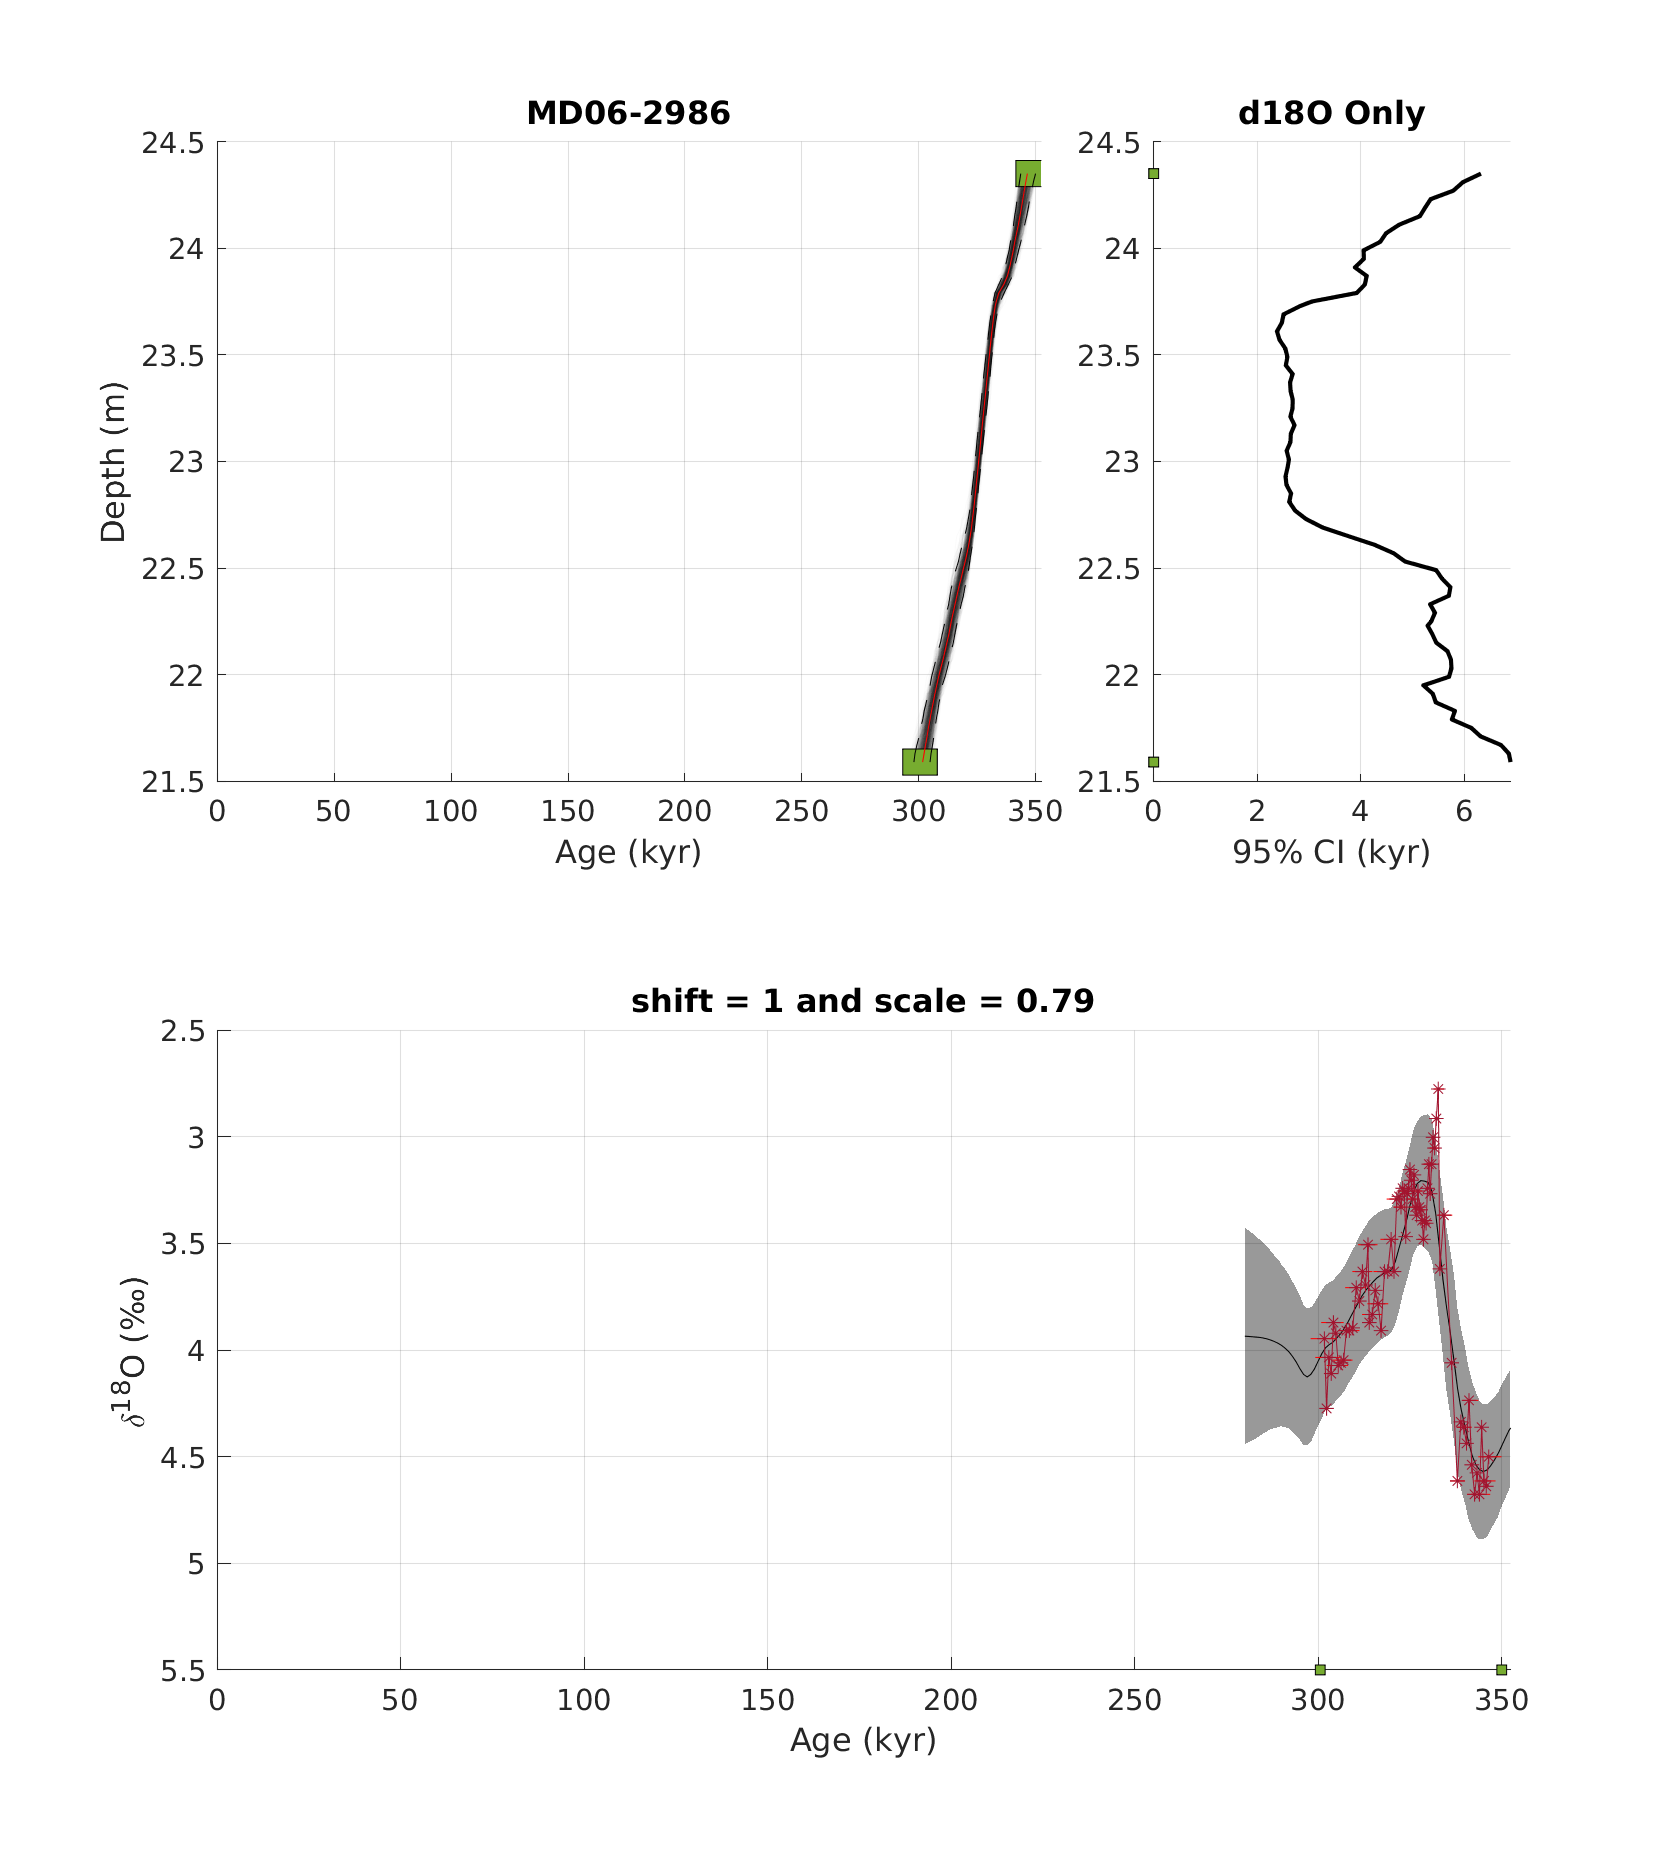 MD06-2986
24.5
24
23.5
23
22.5
22
21.5
Depth (m)
0 50 100 150 200 250 300 350
Age (kyr)
d18O Only
24.5
24
23.5
23
22.5
22
21.5
0 2 4 6
95% CI (kyr)
shift = 1 and scale = 0.79
2.5
3
3.5
4
4.5
5
5.5
δ¹⁸O (‰)
0 50 100 150 200 250 300 350
Age (kyr)